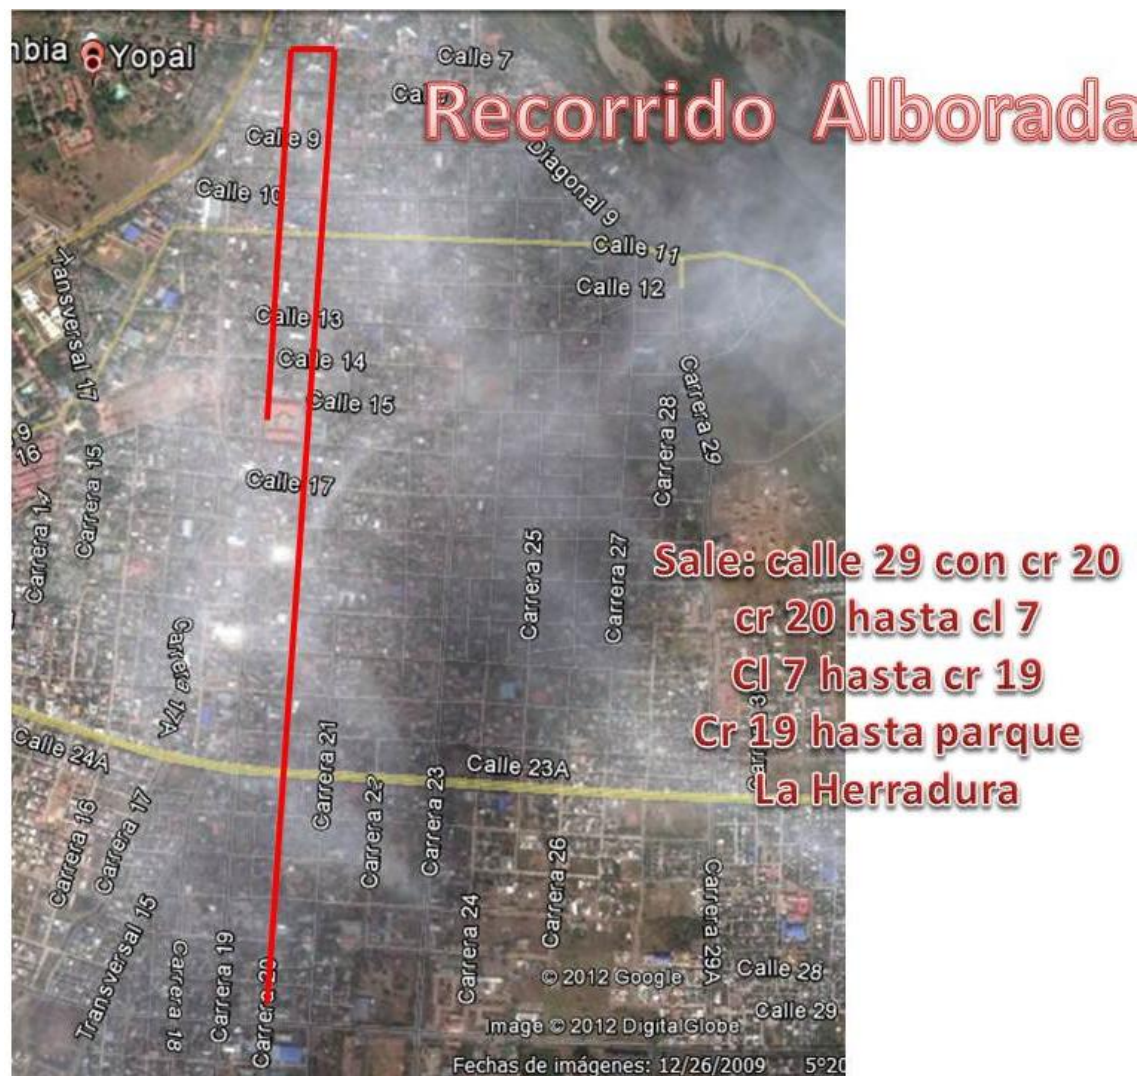 Yopal
Calle 7
Recorrido Alborada
Calle 9
Diagonal 9
Calle 10
Calle 11
Calle 12
Transversal 17
Calle 13
Calle 14
Calle 15
Carrera 28
Carrera 29
16
Calle 17
Carrera 14
Carrera 15
Carrera 25
Carrera 27
Sale: calle 29 con cr 20
cr 20 hasta cl 7
Cl 7 hasta cr 19
Cr 19 hasta parque
La Herradura
Carrera 17A
Calle 24A
Carrera 21
Calle 23A
Carrera 22
Carrera 23
Carrera 16
Carrera 17
Carrera 26
Carrera 24
Carrera 29A
Transversal 15
Carrera 18
Carrera 19
Carrera 20
Calle 28
© 2012 Google
Calle 29
Image © 2012 DigitalGlobe
Fechas de imágenes: 12/26/2009 5°20